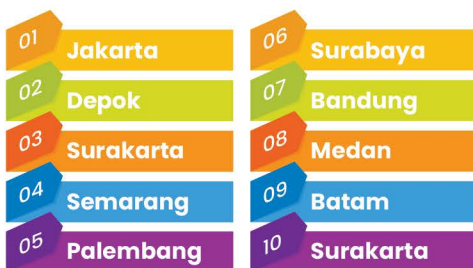 01 Jakarta
02 Depok
03 Surakarta
04 Semarang
05 Palembang
06 Surabaya
07 Bandung
08 Medan
09 Batam
10 Surakarta